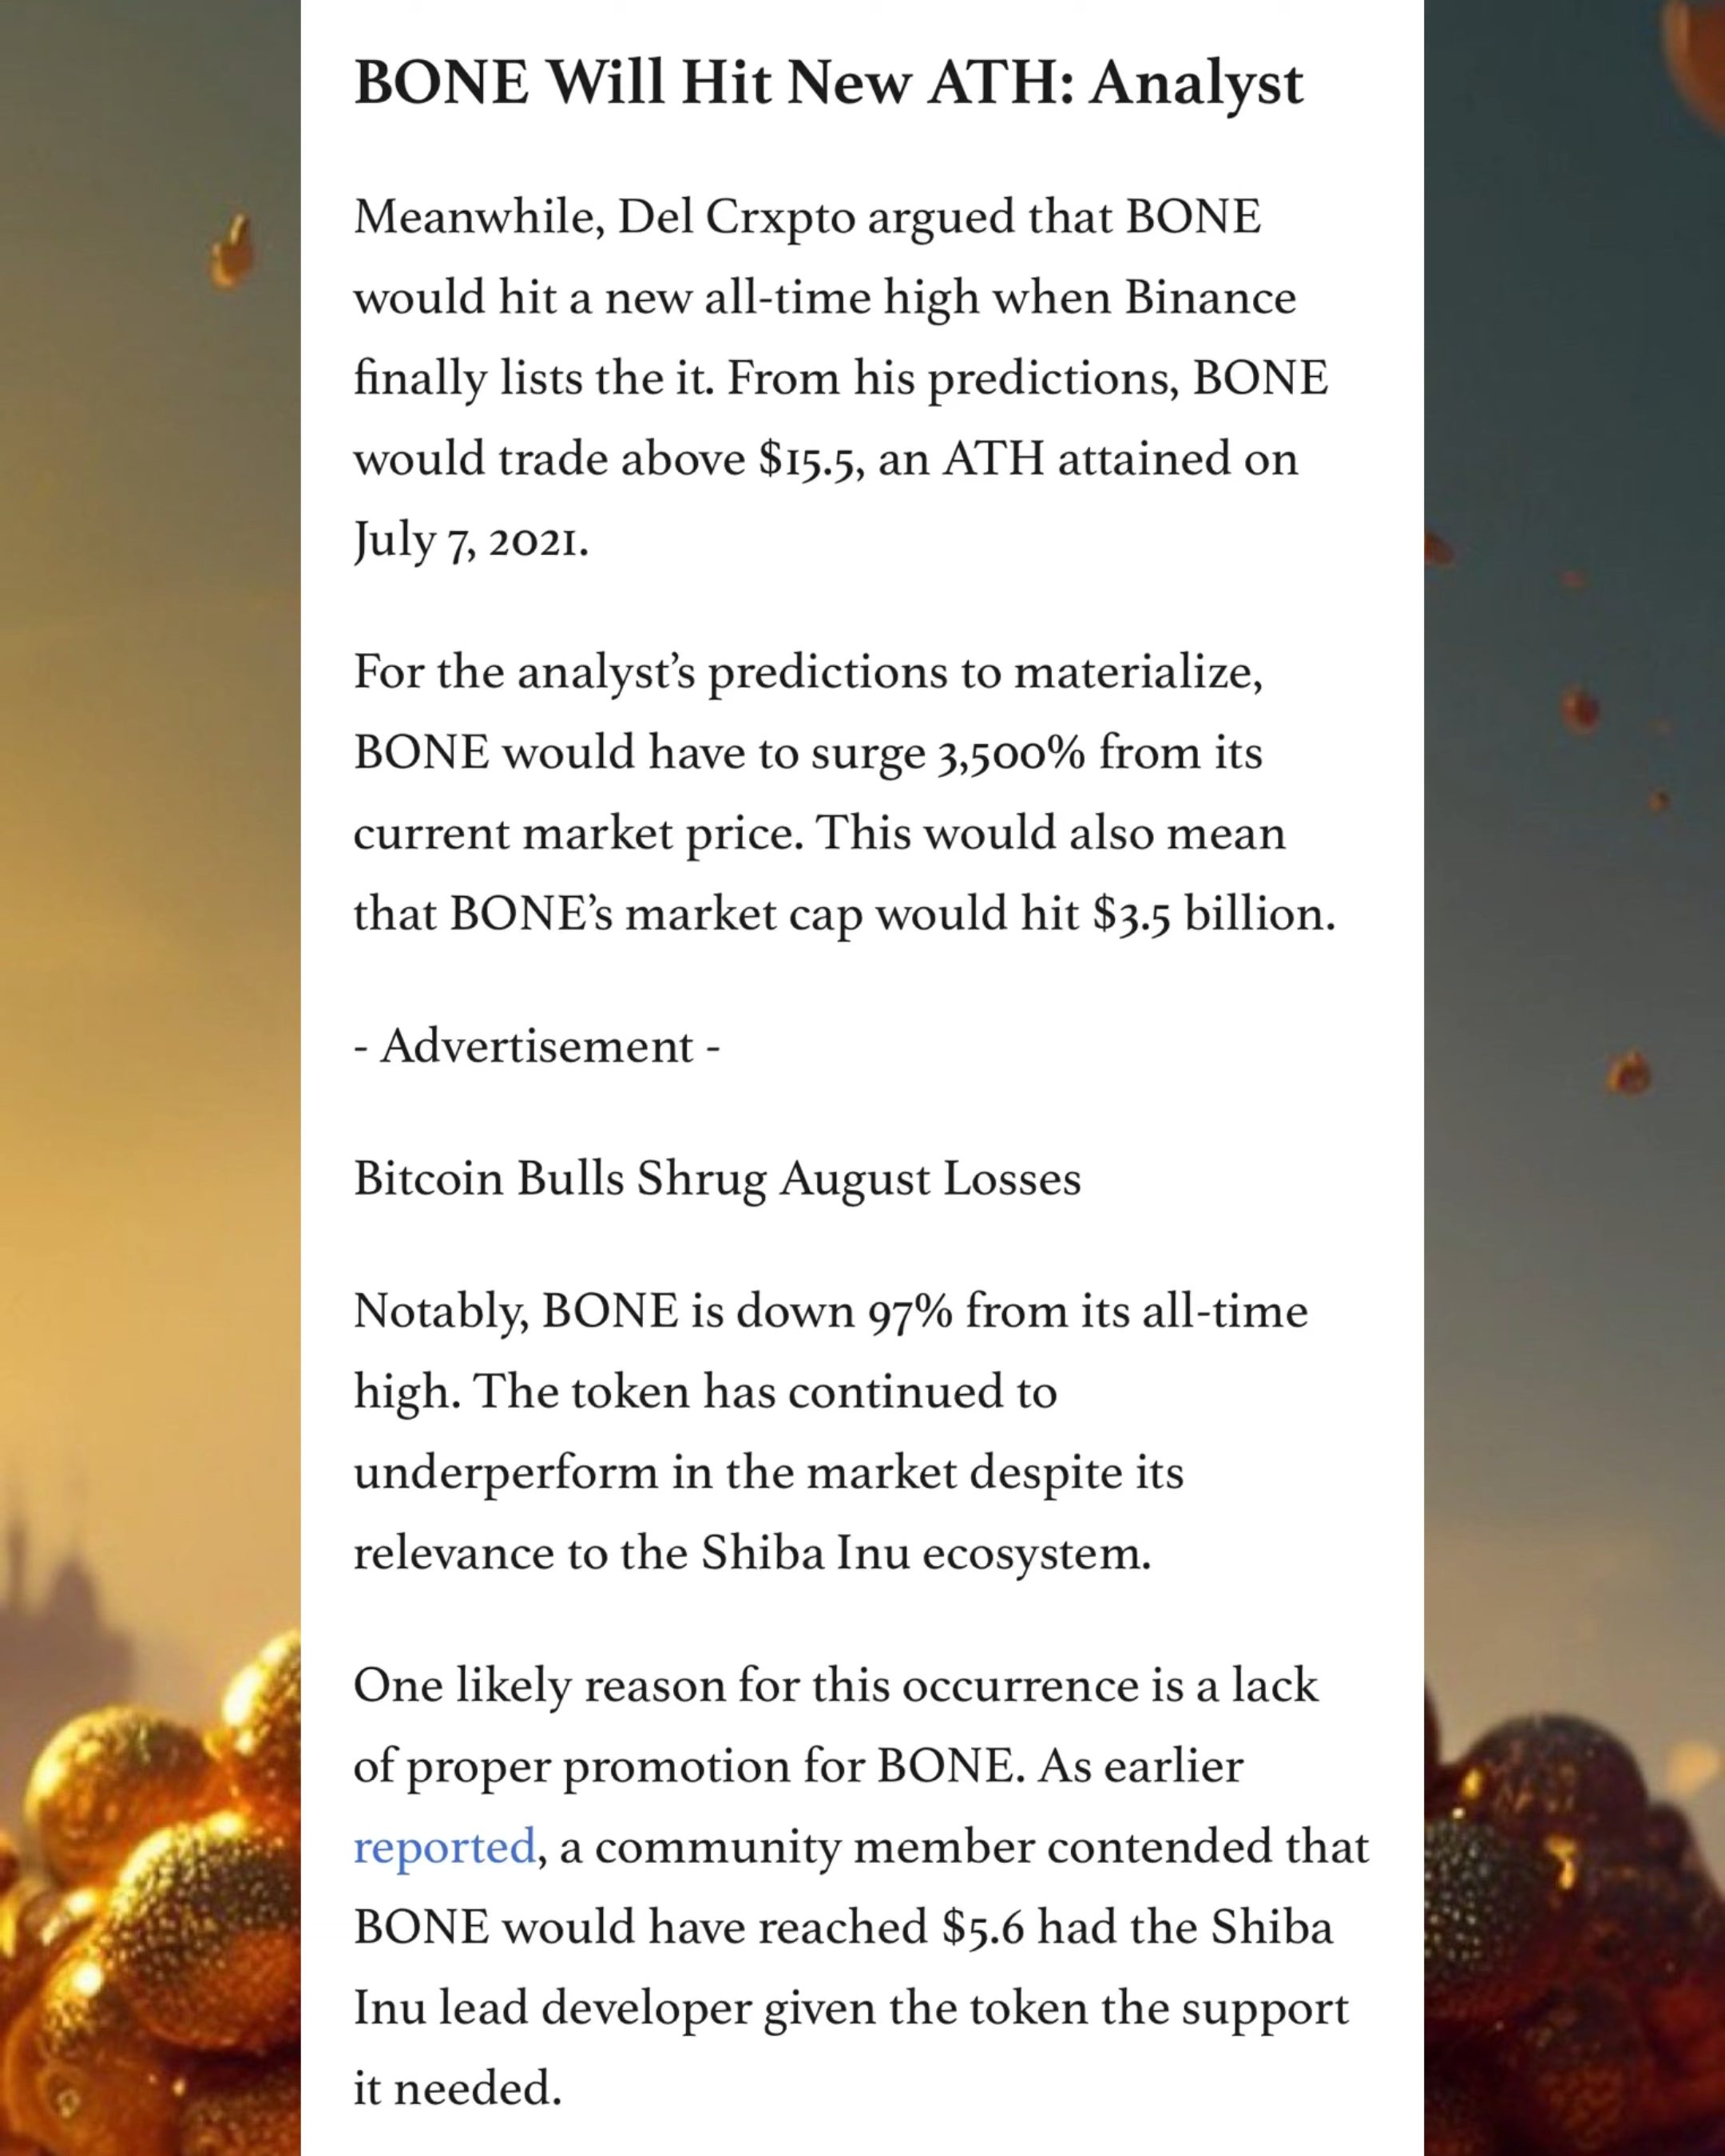 BONE Will Hit New ATH: Analyst
Meanwhile, Del Crxpto argued that BONE
would hit a new all-time high when Binance
finally lists the it. From his predictions, BONE
would trade above $15.5, an ATH attained on
July 7, 2021.
For the analyst’s predictions to materialize,
BONE would have to surge 3,500% from its
current market price. This would also mean
that BONE’s market cap would hit $3.5 billion.
- Advertisement -
Bitcoin Bulls Shrug August Losses
Notably, BONE is down 97% from its all-time
high. The token has continued to
underperform in the market despite its
relevance to the Shiba Inu ecosystem.
One likely reason for this occurrence is a lack
of proper promotion for BONE. As earlier
reported, a community member contended that
BONE would have reached $5.6 had the Shiba
Inu lead developer given the token the support
it needed.